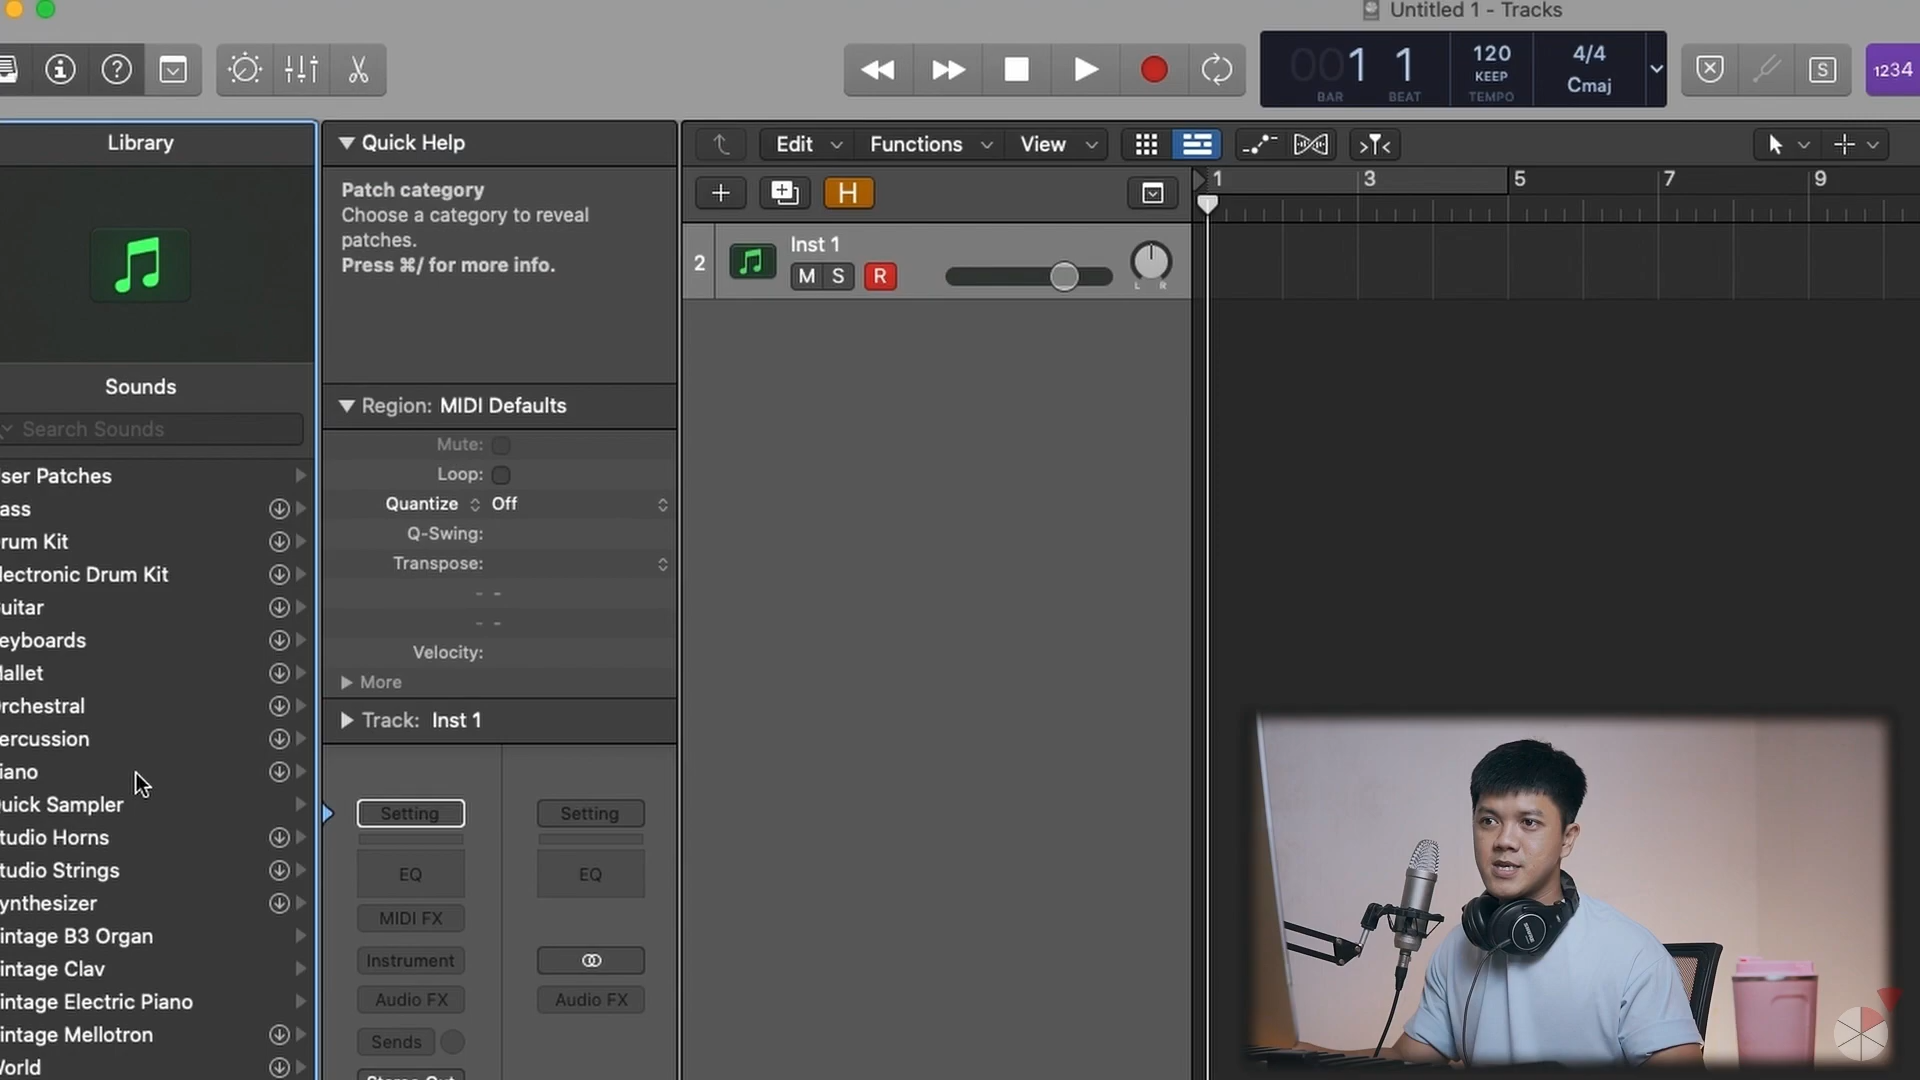 Untitled 1 - Tracks
001 1
BAR BEAT
120
KEEP
TEMPO
4/4
Cmaj
S
1234
Library
Sounds
Search Sounds
ser Patches
ass
rum Kit
lectronic Drum Kit
uitar
eyboards
allet
rchestral
ercussion
iano
uick Sampler
tudio Horns
tudio Strings
ynthesizer
intage B3 Organ
intage Clav
intage Electric Piano
intage Mellotron
orld
Quick Help
Patch category
Choose a category to reveal
patches.
Press ⌘/ for more info.
Region: MIDI Defaults
Mute:
Loop:
Quantize Off
Q-Swing:
Transpose:
- -
- -
Velocity:
More
Track: Inst 1
Setting Setting
EQ EQ
MIDI FX
Instrument
Audio FX Audio FX
Sends
Stereo Out
Edit Functions View
H
1 3 5 7 9
2 Inst 1
M S R
L R